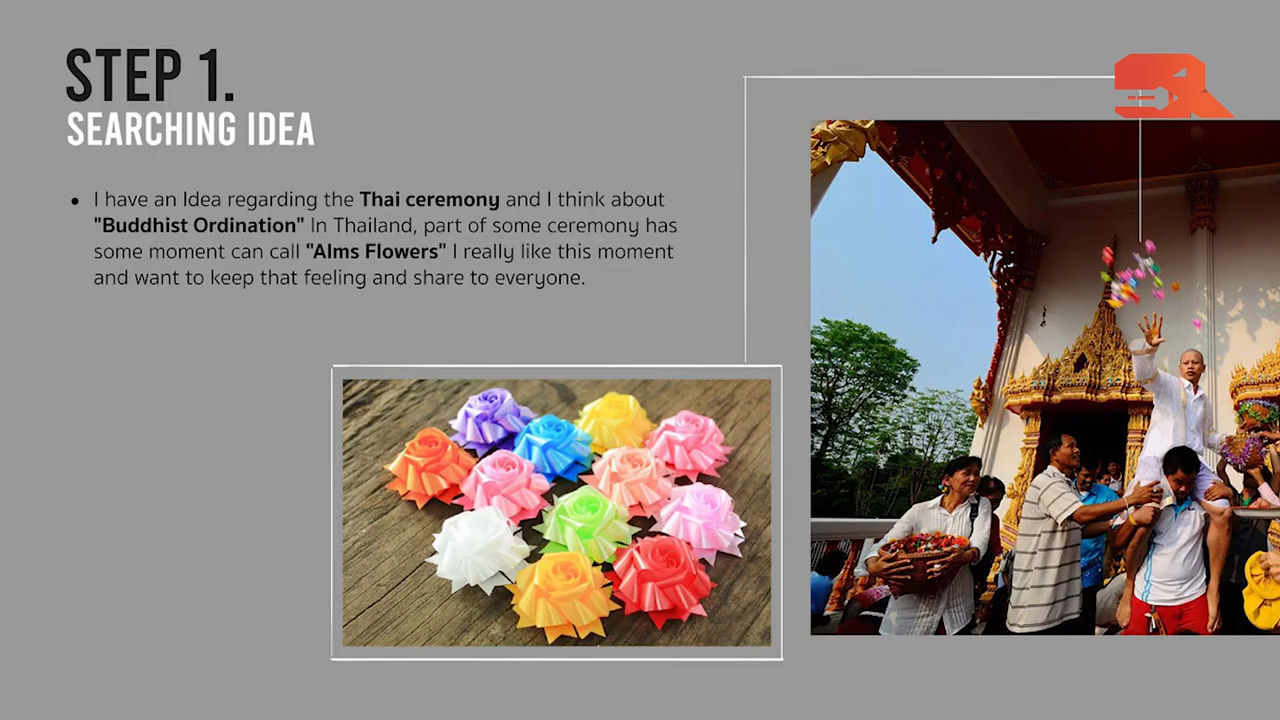 STEP 1.
SEARCHING IDEA
• I have an Idea regarding the Thai ceremony and I think about
"Buddhist Ordination" In Thailand, part of some ceremony has
some moment can call "Alms Flowers" I really like this moment
and want to keep that feeling and share to everyone.